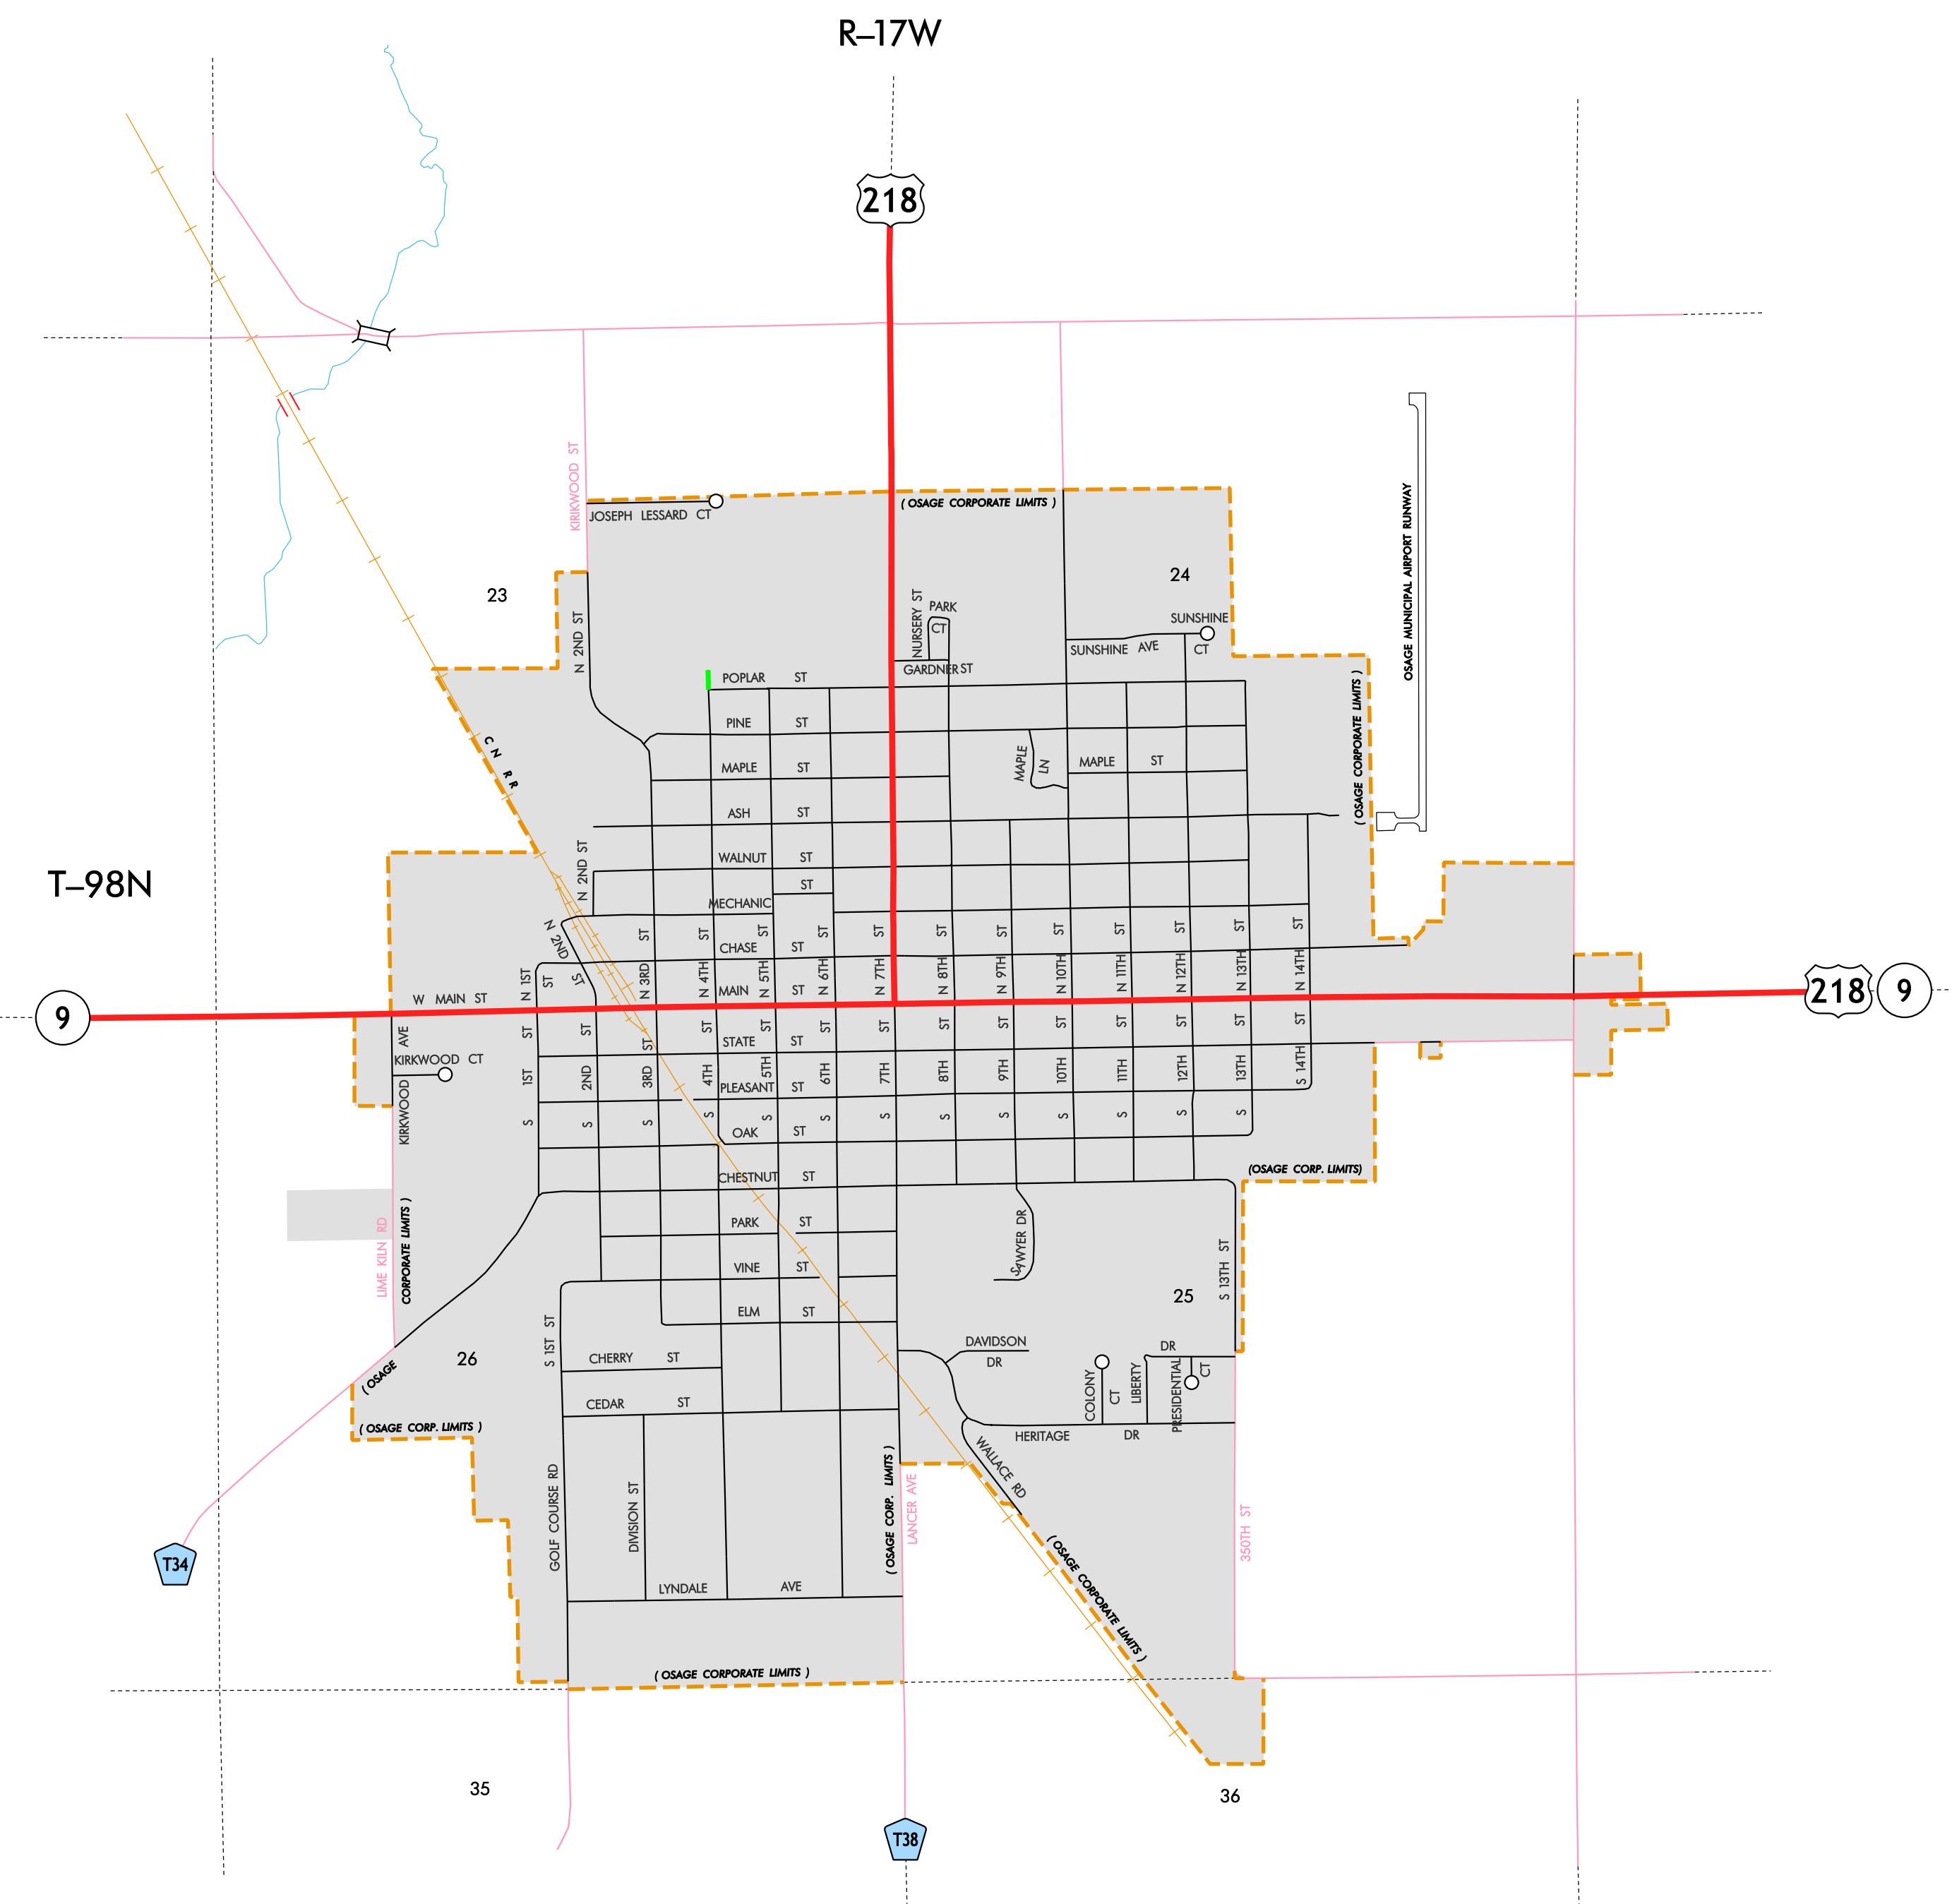 R–17W
218
KIRIKWOOD ST
JOSEPH LESSARD CT
( OSAGE CORPORATE LIMITS )
OSAGE MUNICIPAL AIRPORT RUNWAY
23
24
N 2ND ST
NURSERY ST
PARK
CT
SUNSHINE
CT
SUNSHINE AVE
GARDNER ST
POPLAR ST
( OSAGE CORPORATE LIMITS )
PINE ST
C N R R
MAPLE ST
MAPLE
LN
MAPLE ST
ASH ST
N 2ND ST
WALNUT ST
T–98N
MECHANIC
ST
N 2ND ST
CHASE ST
N 1ST
ST
N 3RD ST
N 4TH ST
N 5TH ST
N 6TH ST
N 7TH ST
N 8TH ST
N 9TH ST
N 10TH ST
N 11TH ST
N 12TH ST
N 13TH ST
N 14TH ST
W MAIN ST
MAIN ST
9
218
9
KIRKWOOD AVE
KIRKWOOD CT
STATE ST
S 1ST ST
S 2ND ST
S 3RD ST
S 4TH ST
S 5TH ST
S 6TH ST
S 7TH ST
S 8TH ST
S 9TH ST
S 10TH ST
S 11TH ST
S 12TH ST
S 13TH ST
S 14TH ST
PLEASANT ST
OAK ST
CHESTNUT ST
(OSAGE CORP. LIMITS)
LIME KILN RD
CORPORATE LIMITS )
PARK ST
SAWYER DR
S 13TH ST
VINE ST
25
ELM ST
S 1ST ST
26
( OSAGE
CHERRY ST
DAVIDSON
DR
DR
COLONY
CT
LIBERTY
PRESIDENTIAL
CT
CEDAR ST
( OSAGE CORP. LIMITS )
HERITAGE DR
WALLACE RD
GOLF COURSE RD
DIVISION ST
( OSAGE CORP. LIMITS )
LANCER AVE
350TH ST
( OSAGE CORPORATE LIMITS )
T34
LYNDALE AVE
( OSAGE CORPORATE LIMITS )
35
36
T38